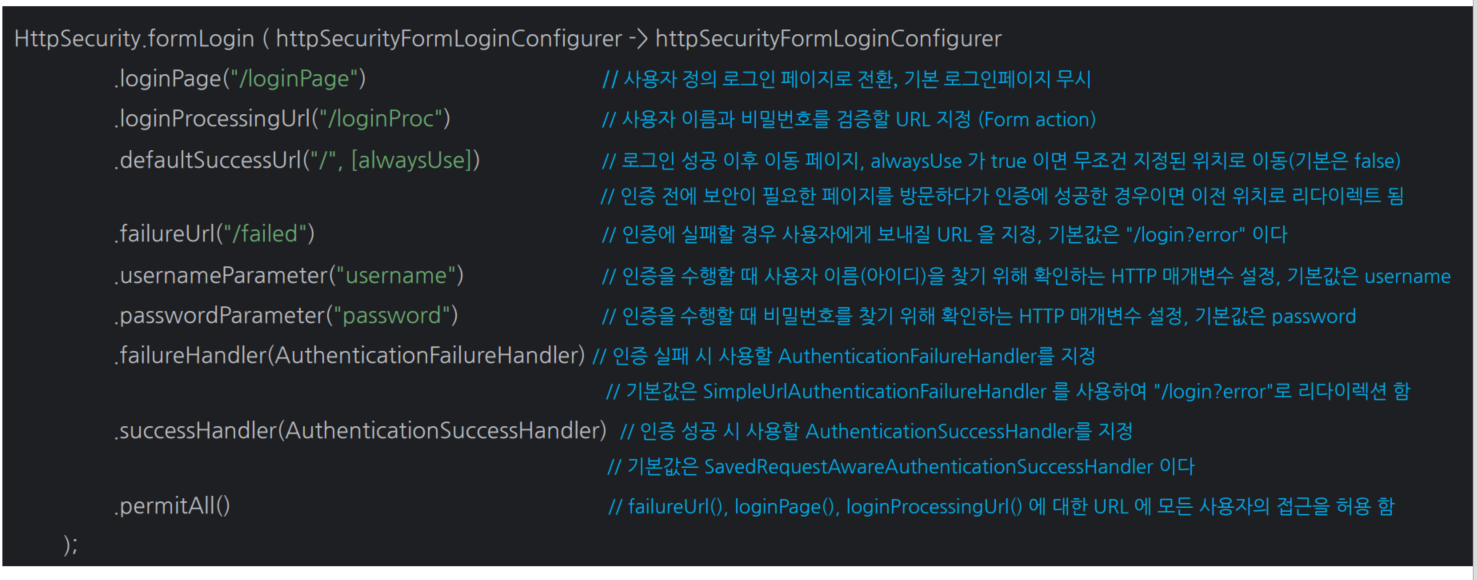 HttpSecurity.formLogin ( httpSecurityFormLoginConfigurer -> httpSecurityFormLoginConfigurer
.loginPage("/loginPage") // 사용자 정의 로그인 페이지로 전환, 기본 로그인페이지 무시
.loginProcessingUrl("/loginProc") // 사용자 이름과 비밀번호를 검증할 URL 지정 (Form action)
.defaultSuccessUrl("/", [alwaysUse]) // 로그인 성공 이후 이동 페이지, alwaysUse 가 true 이면 무조건 지정된 위치로 이동(기본은 false)
// 인증 전에 보안이 필요한 페이지를 방문하다가 인증에 성공한 경우이면 이전 위치로 리다이렉트 됨
.failureUrl("/failed") // 인증에 실패할 경우 사용자에게 보내질 URL 을 지정, 기본값은 "/login?error" 이다
.usernameParameter("username") // 인증을 수행할 때 사용자 이름(아이디)을 찾기 위해 확인하는 HTTP 매개변수 설정, 기본값은 username
.passwordParameter("password") // 인증을 수행할 때 비밀번호를 찾기 위해 확인하는 HTTP 매개변수 설정, 기본값은 password
.failureHandler(AuthenticationFailureHandler) // 인증 실패 시 사용할 AuthenticationFailureHandler를 지정
// 기본값은 SimpleUrlAuthenticationFailureHandler 를 사용하여 "/login?error"로 리다이렉션 함
.successHandler(AuthenticationSuccessHandler) // 인증 성공 시 사용할 AuthenticationSuccessHandler를 지정
// 기본값은 SavedRequestAwareAuthenticationSuccessHandler 이다
.permitAll() // failureUrl(), loginPage(), loginProcessingUrl() 에 대한 URL 에 모든 사용자의 접근을 허용 함
);